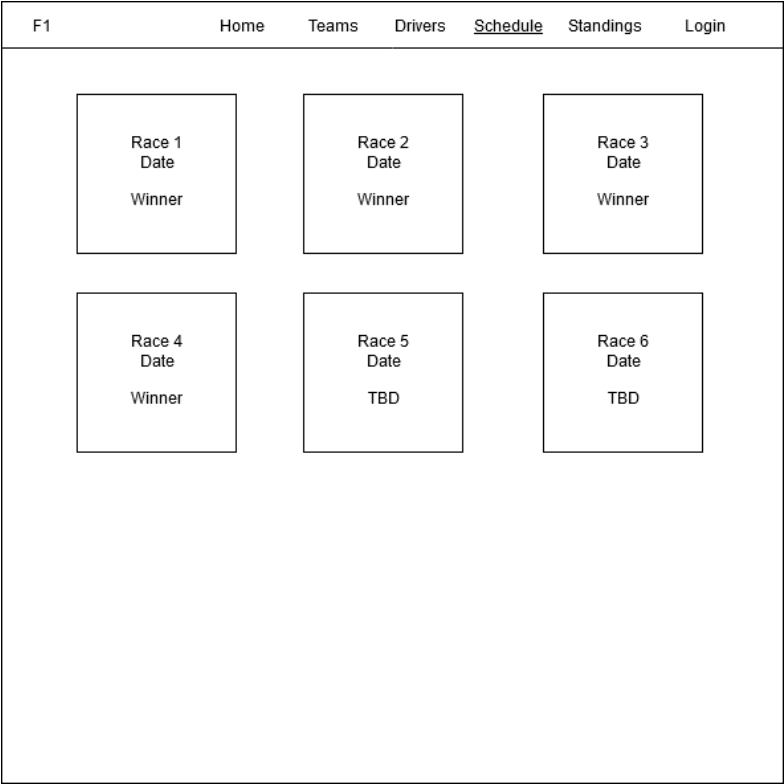 F1 Home Teams Drivers Schedule Standings Login
Race 1
Date
Winner
Race 2
Date
Winner
Race 3
Date
Winner
Race 4
Date
Winner
Race 5
Date
TBD
Race 6
Date
TBD